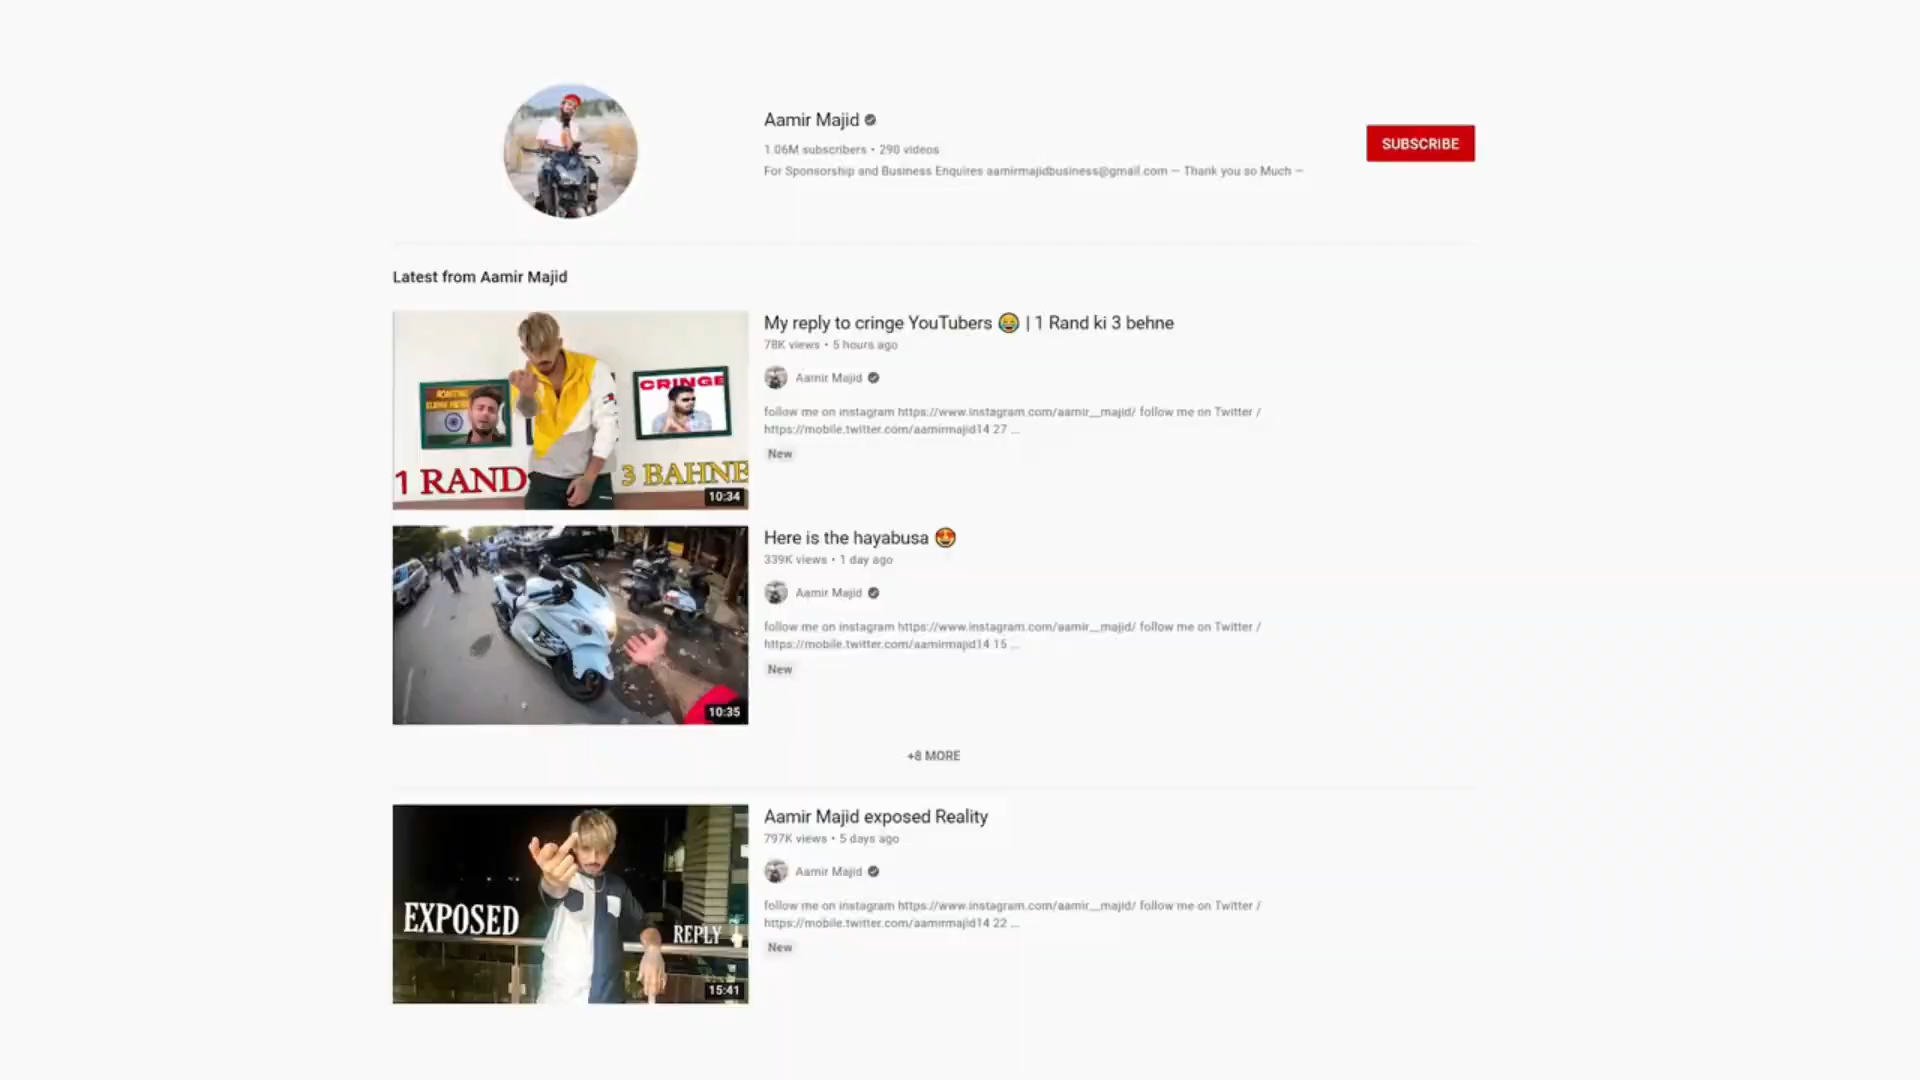 Aamir Majid
1.06M subscribers • 290 videos
For Sponsorship and Business Enquires aamirmajidbusiness@gmail.com — Thank you so Much —
SUBSCRIBE
Latest from Aamir Majid
CRINGE
1 RAND
3 BAHNE
10:34
My reply to cringe YouTubers 😂 | 1 Rand ki 3 behne
78K views • 5 hours ago
Aamir Majid
follow me on instagram https://www.instagram.com/aamir__majid/ follow me on Twitter /
https://mobile.twitter.com/aamirmajid14 27 ...
New
10:35
Here is the hayabusa 😍
339K views • 1 day ago
Aamir Majid
follow me on instagram https://www.instagram.com/aamir__majid/ follow me on Twitter /
https://mobile.twitter.com/aamirmajid14 15 ...
New
+8 MORE
EXPOSED
REPLY
15:41
Aamir Majid exposed Reality
797K views • 5 days ago
Aamir Majid
follow me on instagram https://www.instagram.com/aamir__majid/ follow me on Twitter /
https://mobile.twitter.com/aamirmajid14 22 ...
New